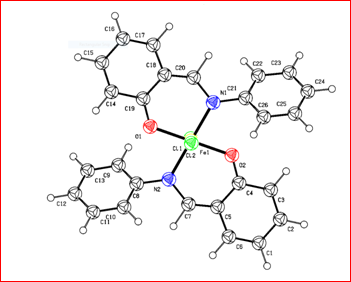 C16 C17
C15 C18 C20
C14 C19
N1 C21 C22 C23
C24
C26 C25
O1
CL1 Fe1
CL2
O2
C9
C13
C8 N2
C12
C11 C10
C7 C5 C4
C3
C2
C6 C1